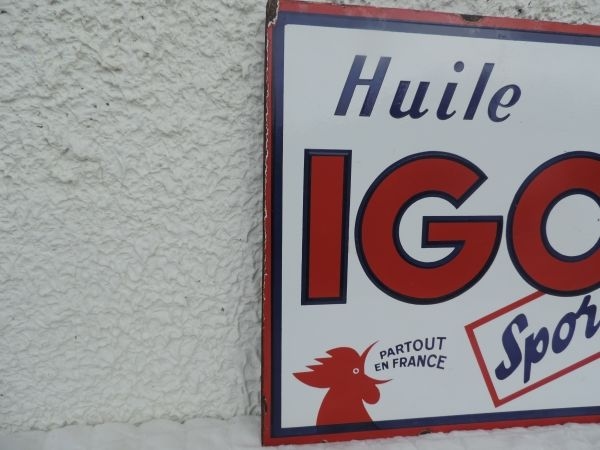 Huile
IGO
PARTOUT
EN FRANCE
Spor